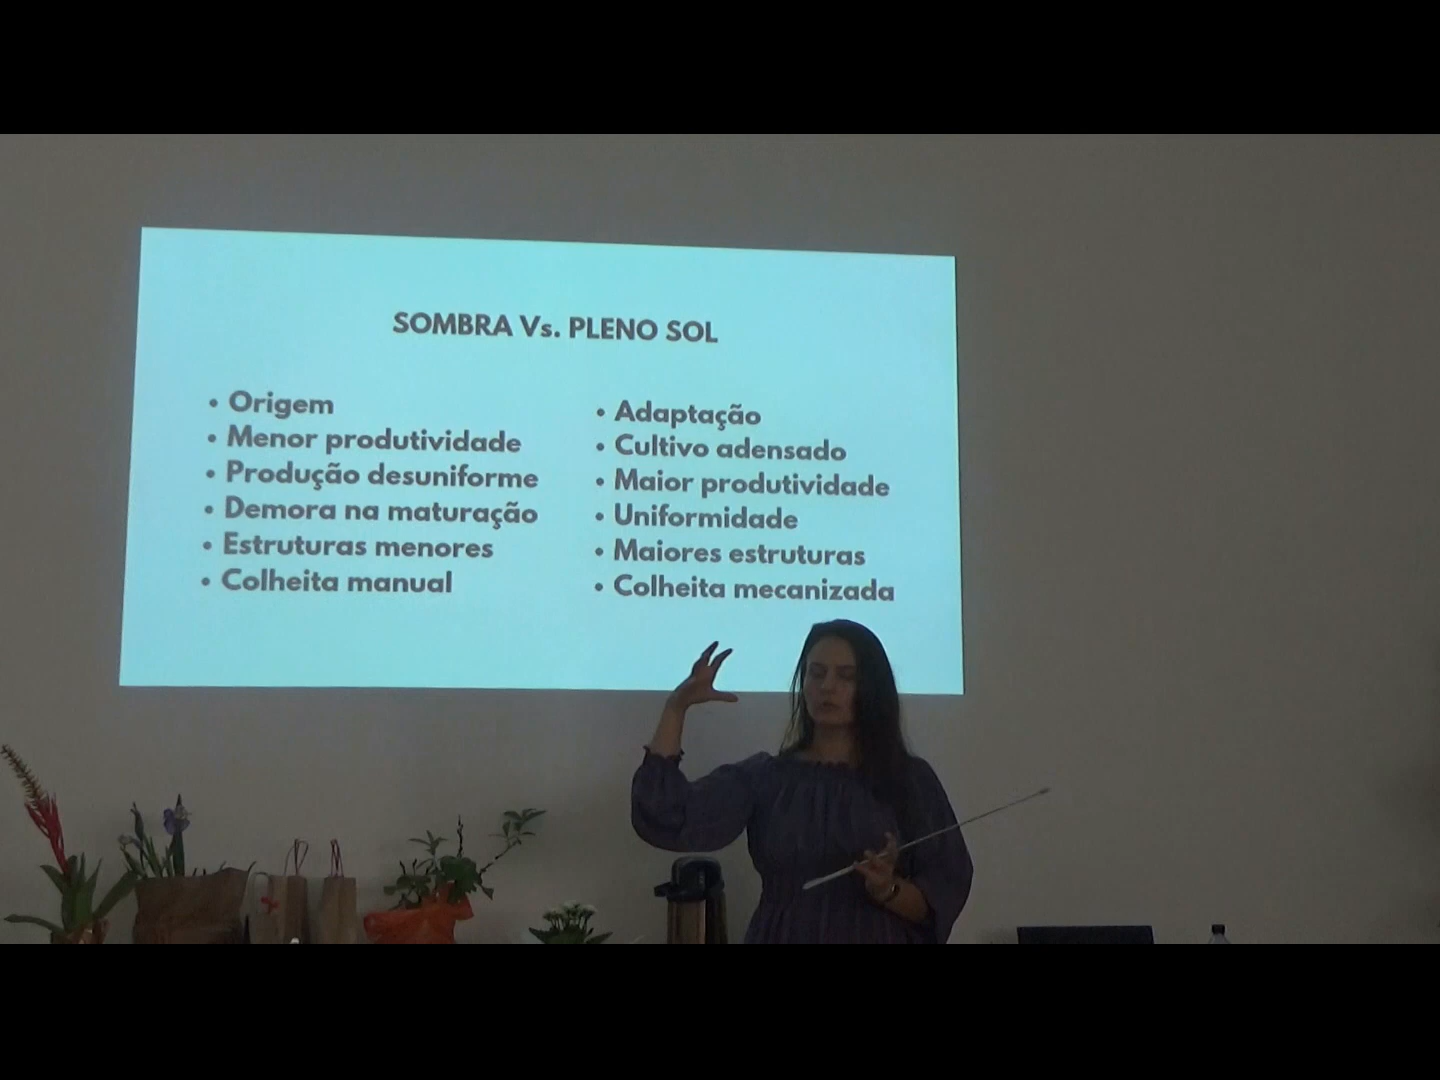 SOMBRA Vs. PLENO SOL
• Origem
• Menor produtividade
• Produção desuniforme
• Demora na maturação
• Estruturas menores
• Colheita manual
• Adaptação
• Cultivo adensado
• Maior produtividade
• Uniformidade
• Maiores estruturas
• Colheita mecanizada